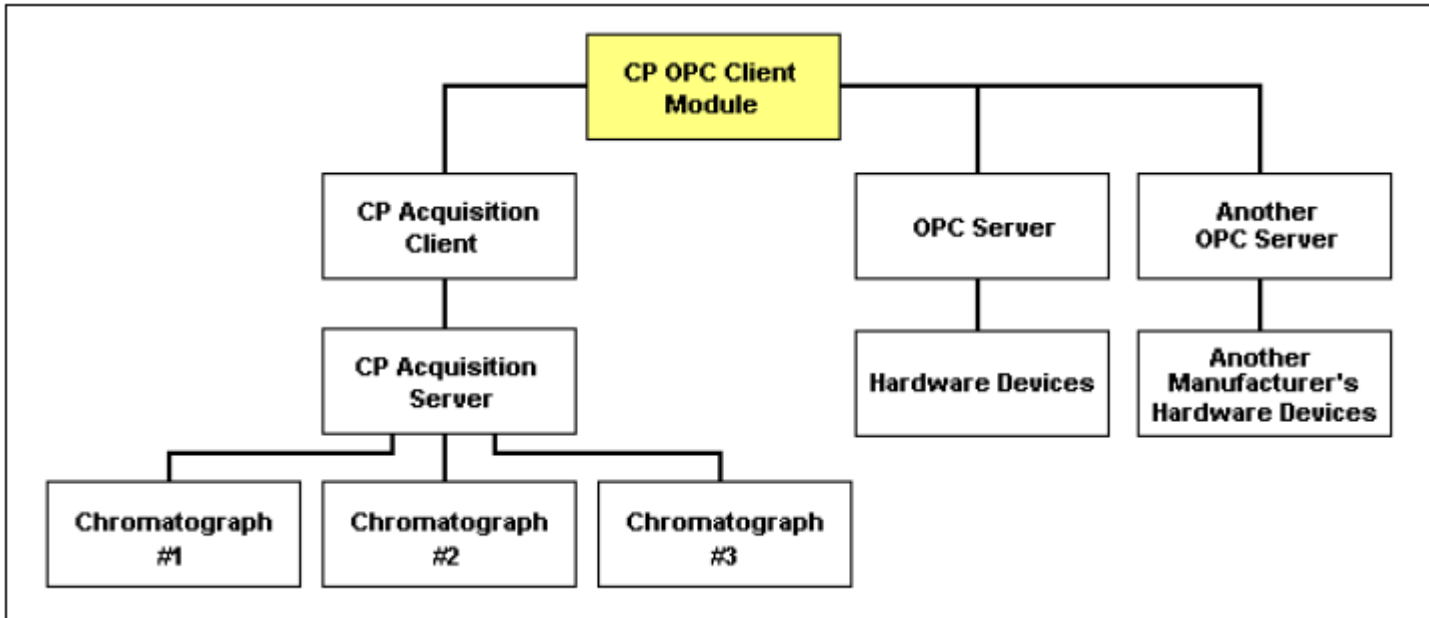 CP OPC Client
Module
CP Acquisition
Client
OPC Server
Another
OPC Server
CP Acquisition
Server
Hardware Devices
Another
Manufacturer's
Hardware Devices
Chromatograph
#1
Chromatograph
#2
Chromatograph
#3